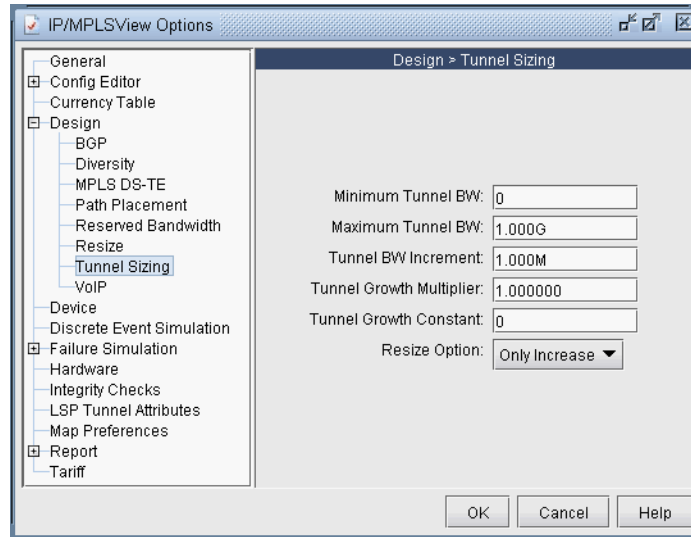 IP/MPLSView Options
General
Config Editor
Currency Table
Design
BGP
Diversity
MPLS DS-TE
Path Placement
Reserved Bandwidth
Resize
Tunnel Sizing
VoIP
Device
Discrete Event Simulation
Failure Simulation
Hardware
Integrity Checks
LSP Tunnel Attributes
Map Preferences
Report
Tariff
Design > Tunnel Sizing
Minimum Tunnel BW: 0
Maximum Tunnel BW: 1.000G
Tunnel BW Increment: 1.000M
Tunnel Growth Multiplier: 1.000000
Tunnel Growth Constant: 0
Resize Option: Only Increase
OK Cancel Help